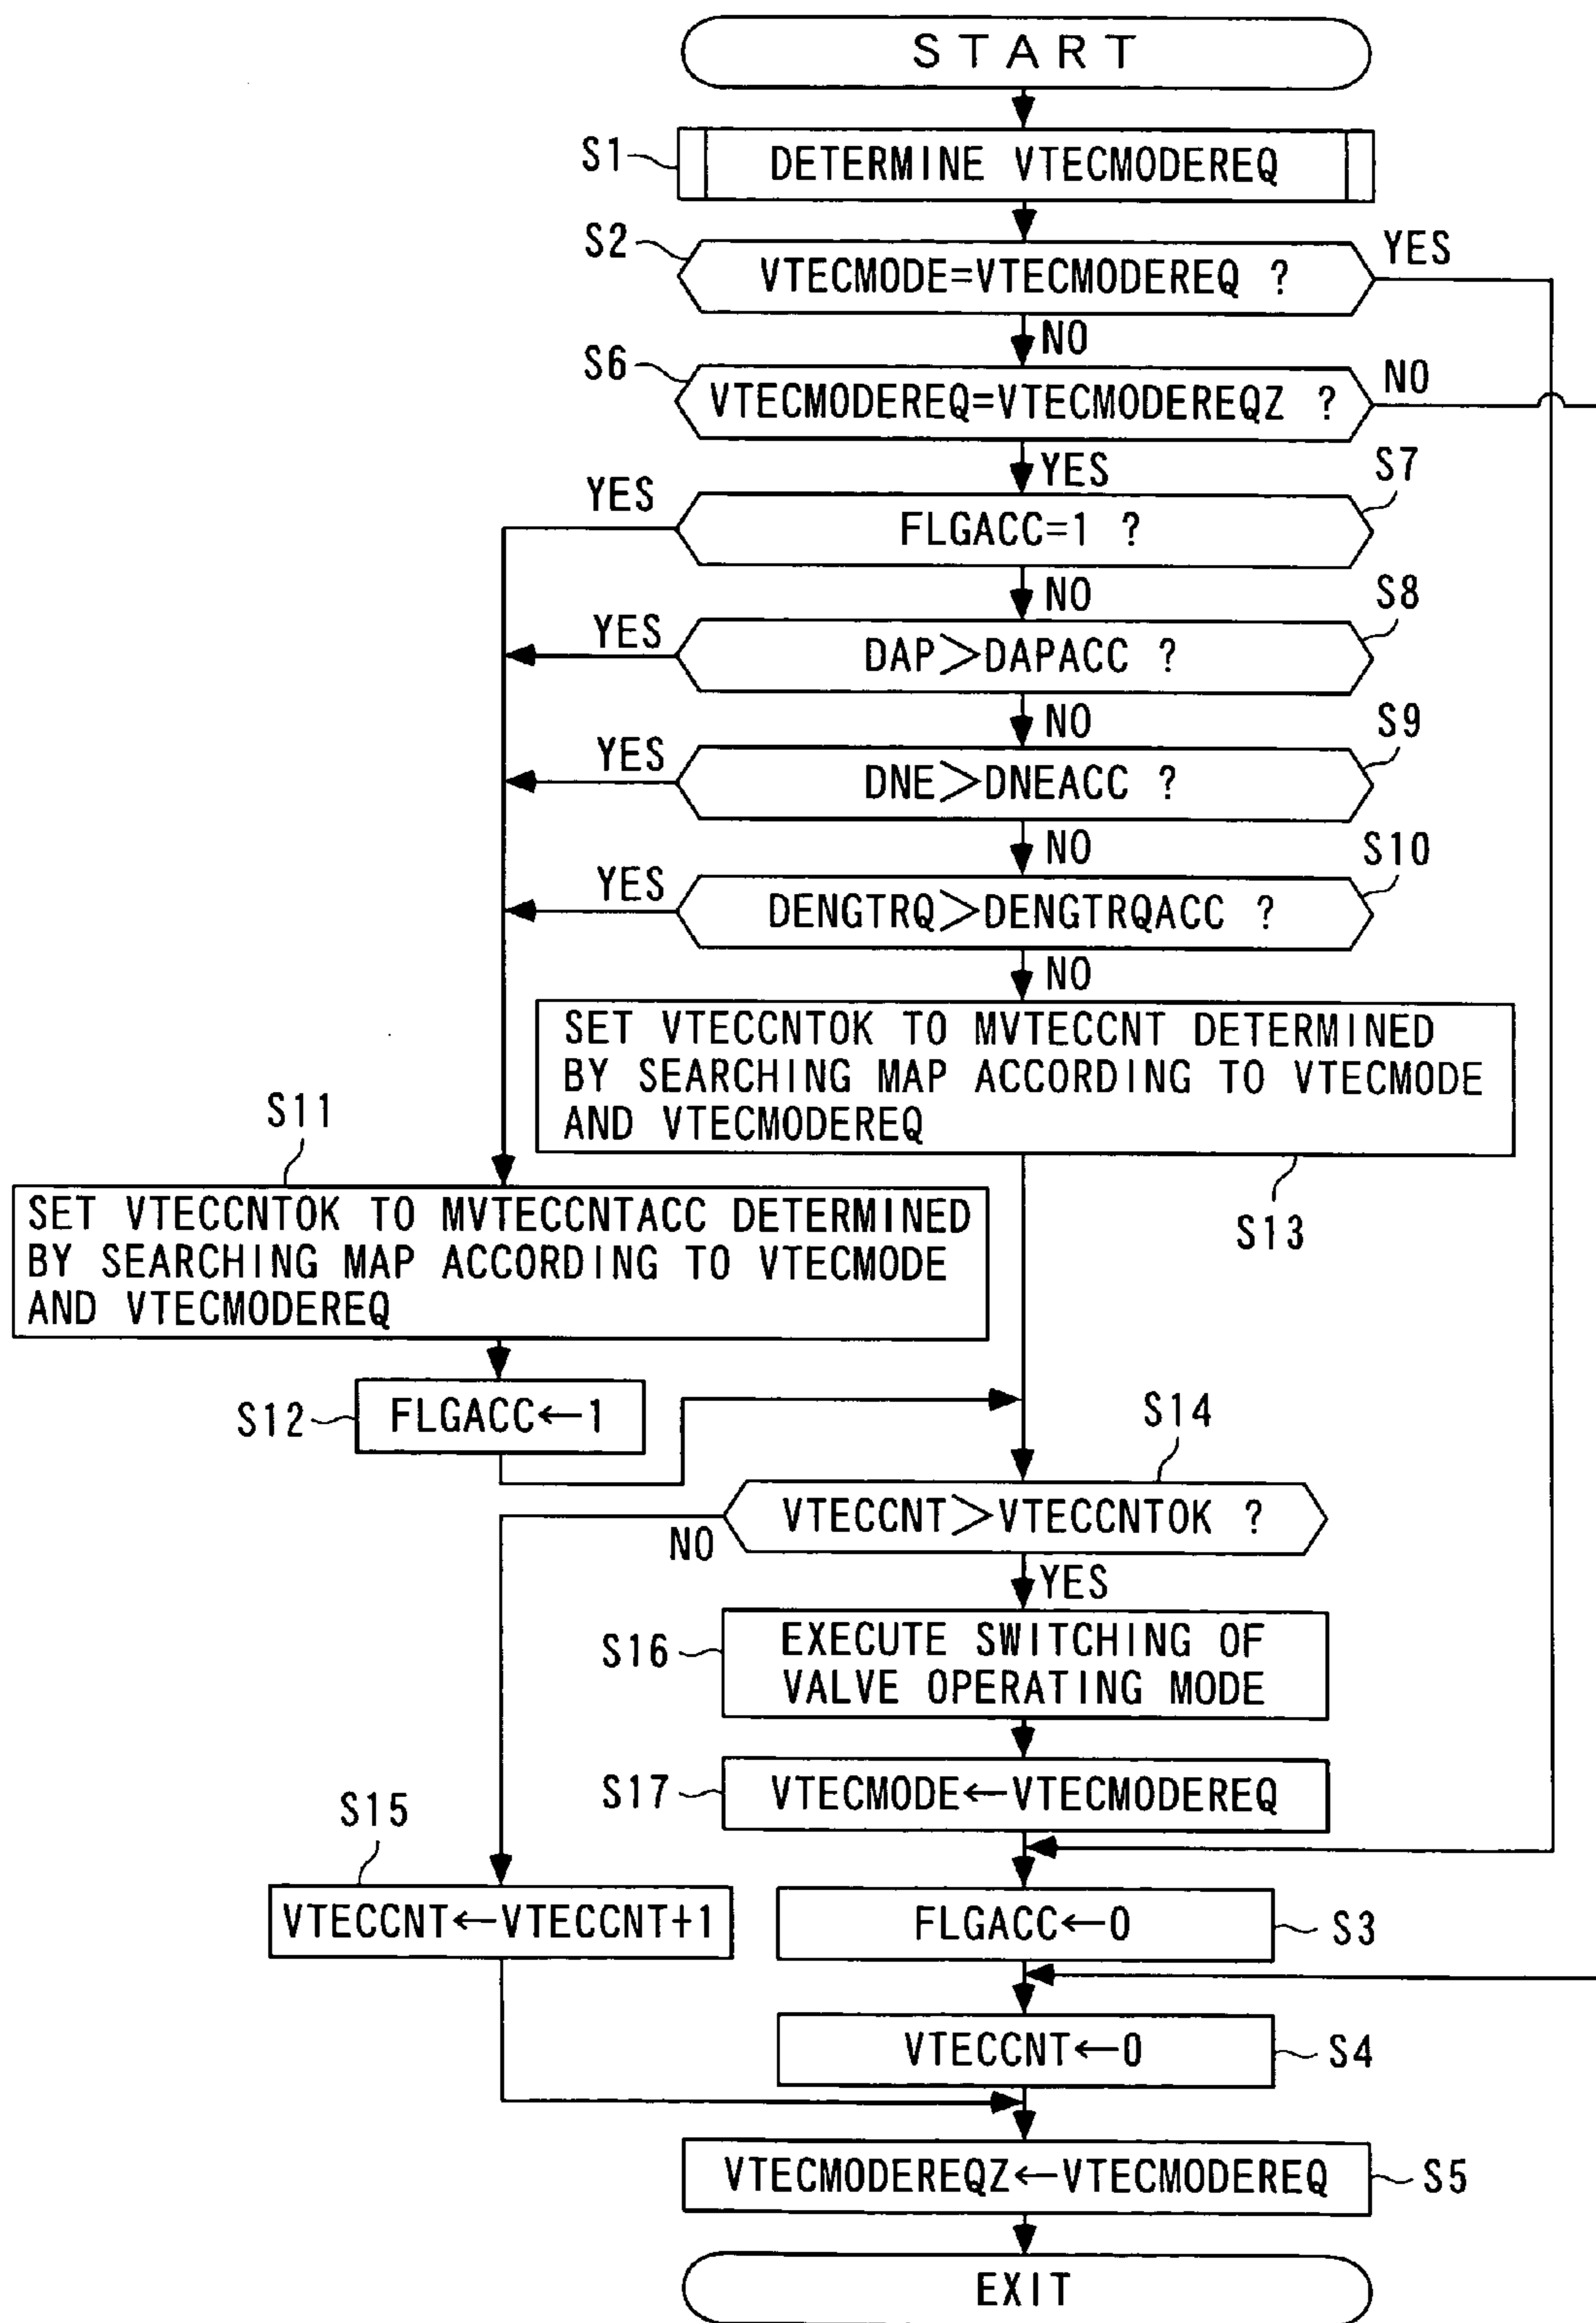 START
S1
DETERMINE VTECMODEREQ
S2
VTECMODE=VTECMODEREQ ?
YES
NO
S6
VTECMODEREQ=VTECMODEREQZ ?
NO
YES
S7
YES
FLGACC=1 ?
NO
S8
YES
DAP>DAPACC ?
NO
S9
YES
DNE>DNEACC ?
NO
S10
YES
DENGTRQ>DENGTRQACC ?
NO
SET VTECCNTOK TO MVTECCNT DETERMINED
BY SEARCHING MAP ACCORDING TO VTECMODE
AND VTECMODEREQ
S13
S11
SET VTECCNTOK TO MVTECCNTACC DETERMINED
BY SEARCHING MAP ACCORDING TO VTECMODE
AND VTECMODEREQ
S12
FLGACC←1
S14
VTECCNT>VTECCNTOK ?
NO
YES
S16
EXECUTE SWITCHING OF
VALVE OPERATING MODE
S17
VTECMODE←VTECMODEREQ
S15
VTECCNT←VTECCNT+1
FLGACC←0
S3
VTECCNT←0
S4
VTECMODEREQZ←VTECMODEREQ
S5
EXIT